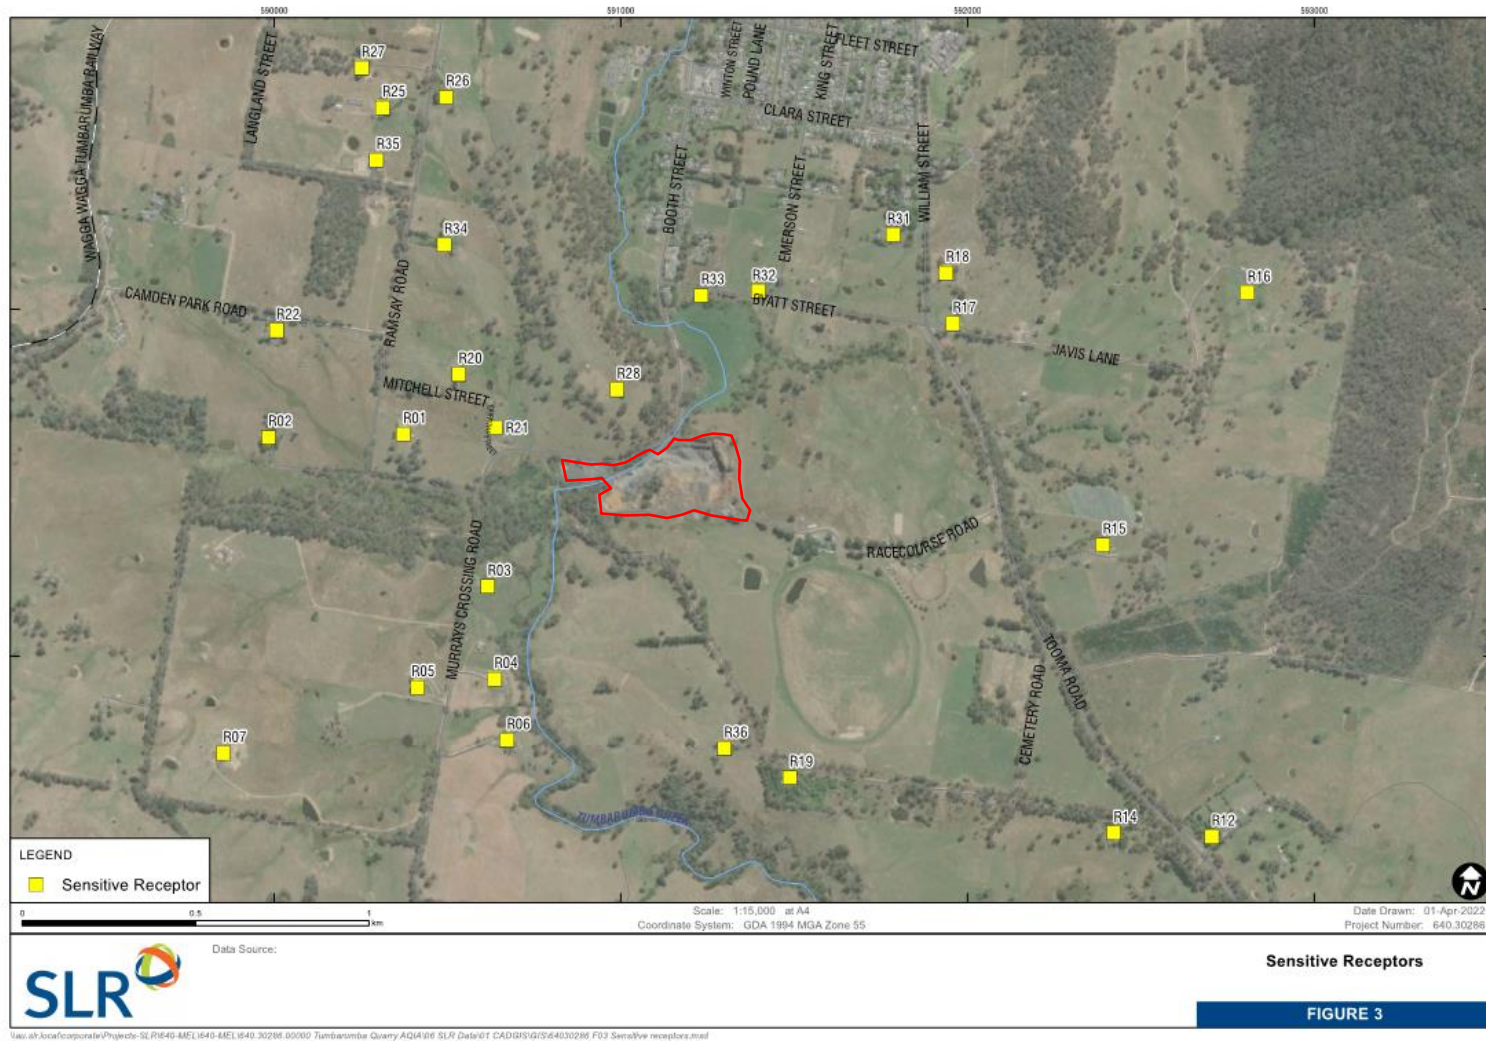 590000
591000
592000
593000
WAGGA WAGGA TUMBARUMBA RAILWAY
LANGLAND STREET
R27
R25
R26
R35
WINTON STREET
POUND LANE
KING STREET
FLEET STREET
CLARA STREET
BOOTH STREET
EMERSON STREET
WILLIAM STREET
R34
R31
R18
R16
CAMDEN PARK ROAD
R22
RAMSAY ROAD
R33
R32
BYATT STREET
R17
JAVIS LANE
R20
MITCHELL STREET
R28
R02
R01
R21
RACECOURSE ROAD
R15
MURRAYS CROSSING ROAD
R03
R05
R04
R06
R07
R36
R19
CEMETERY ROAD
TOOMA ROAD
TUMBARUMBA CREEK
R14
R12
LEGEND
Sensitive Receptor
N
0
0.5
1
km
Scale: 1:15,000 at A4
Coordinate System: GDA 1994 MGA Zone 55
Date Drawn: 01-Apr-2022
Project Number: 640.30286
SLR
Data Source:
Sensitive Receptors
FIGURE 3